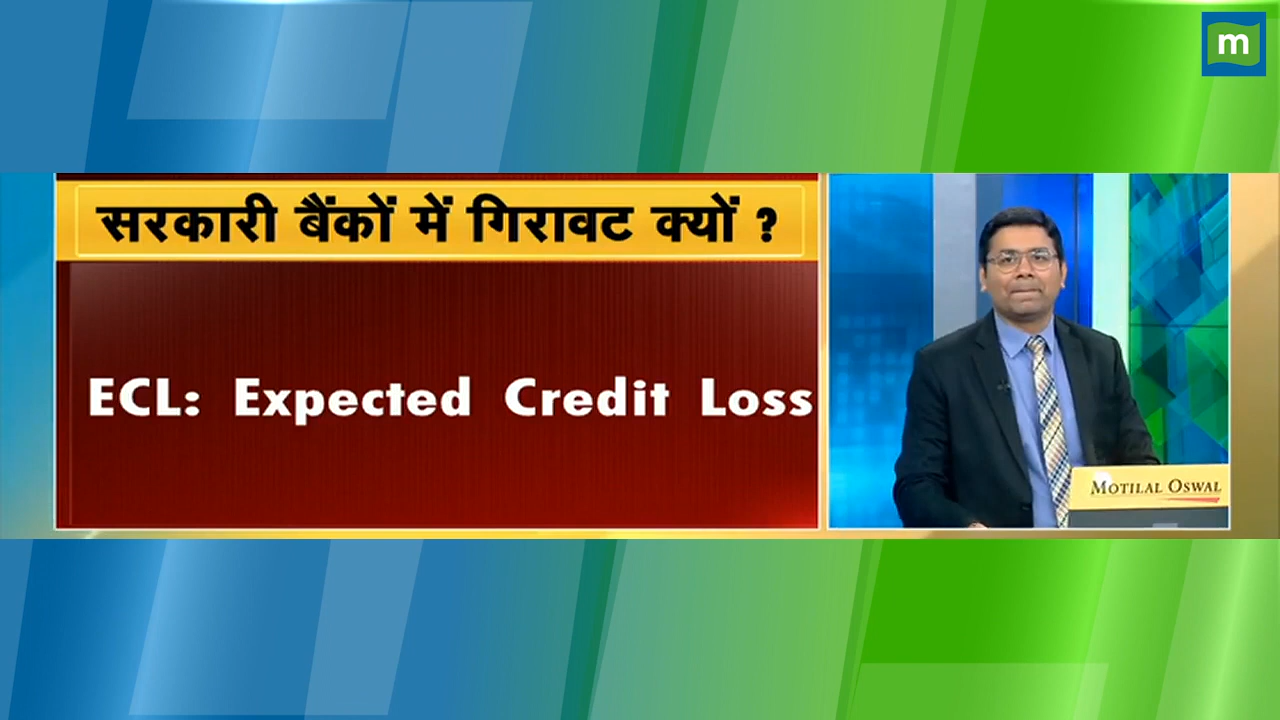 m
सरकारी बैंकों में गिरावट क्यों ?
ECL: Expected Credit Loss
MOTILAL OSWAL